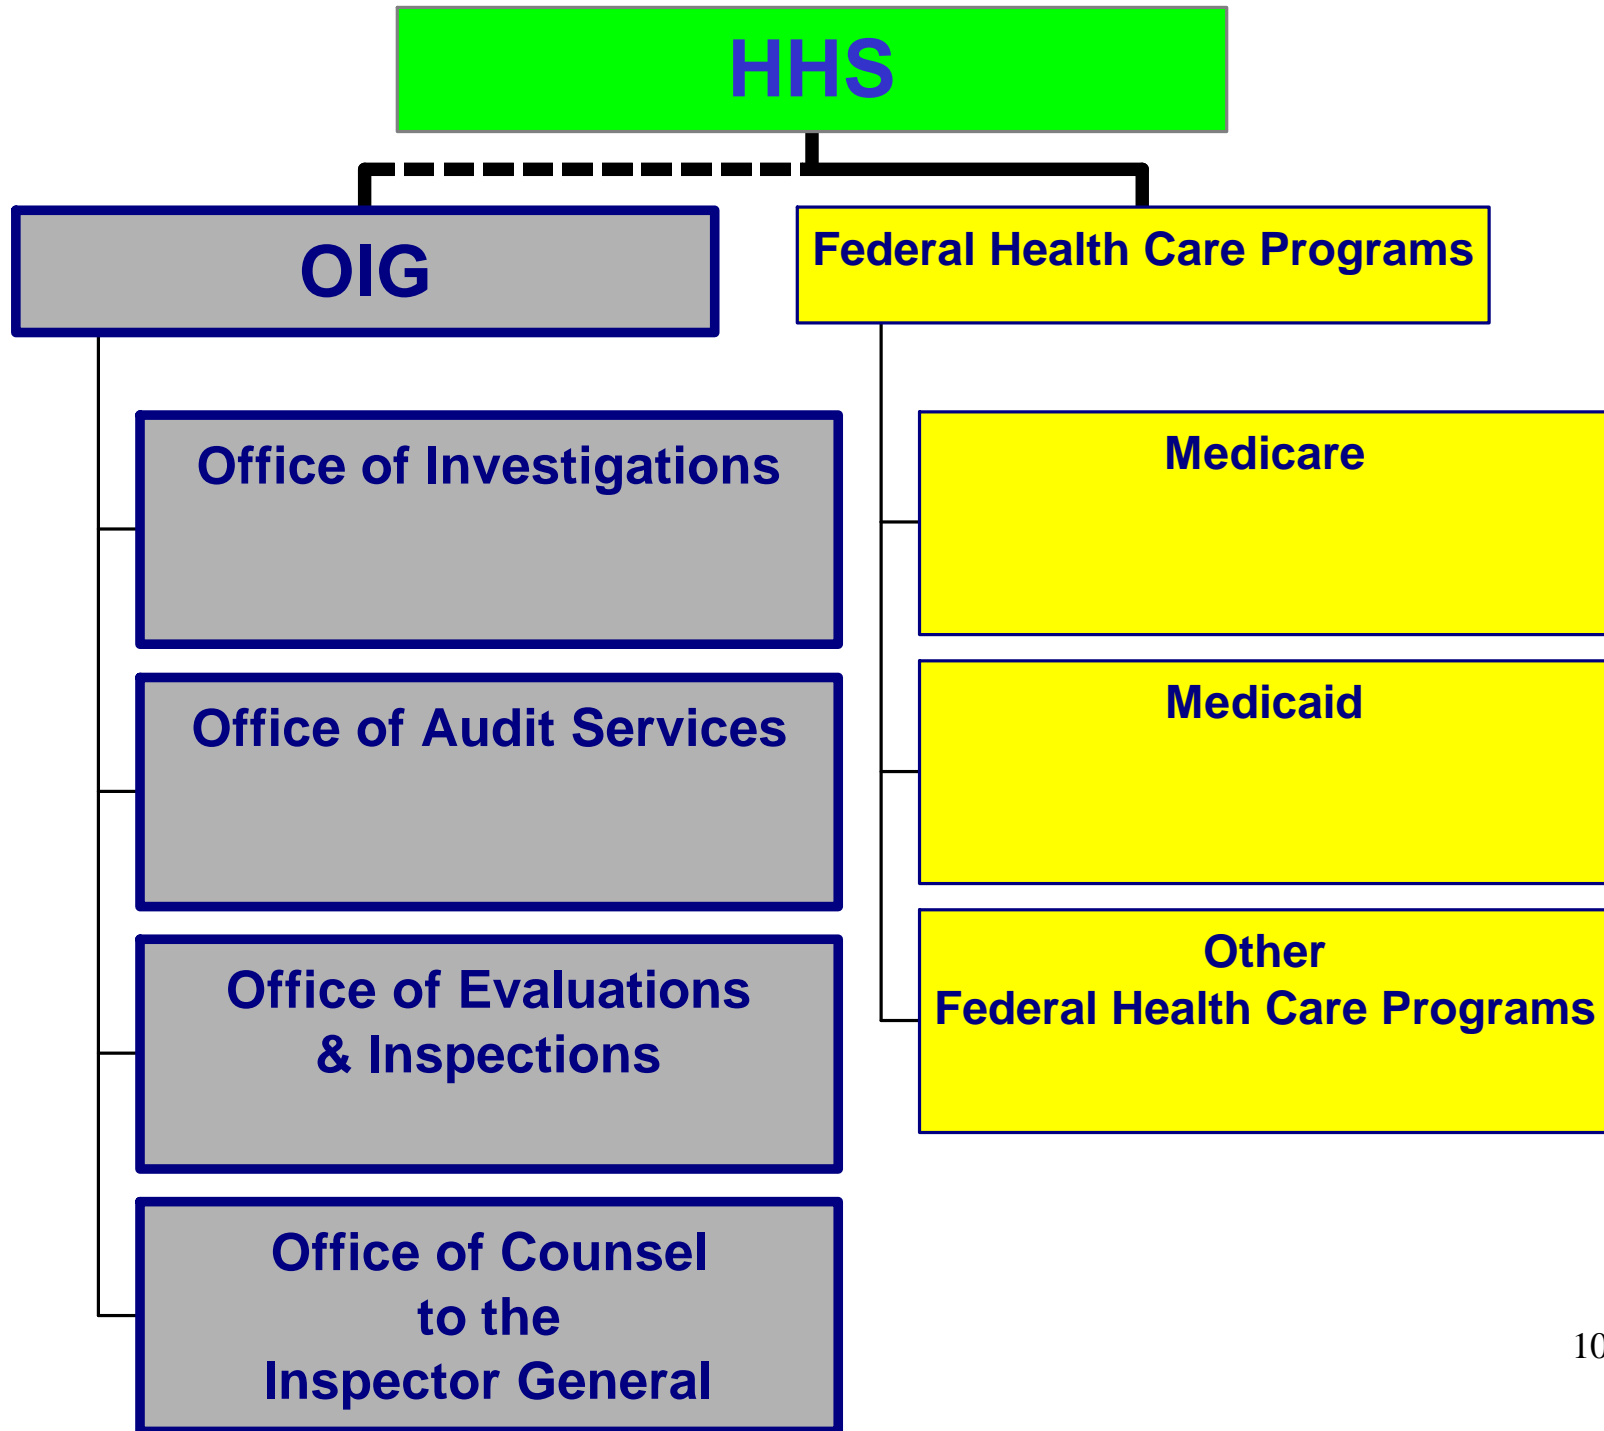 HHS
OIG
Federal Health Care Programs
Office of Investigations
Medicare
Office of Audit Services
Medicaid
Office of Evaluations
& Inspections
Other
Federal Health Care Programs
Office of Counsel
to the
Inspector General
10